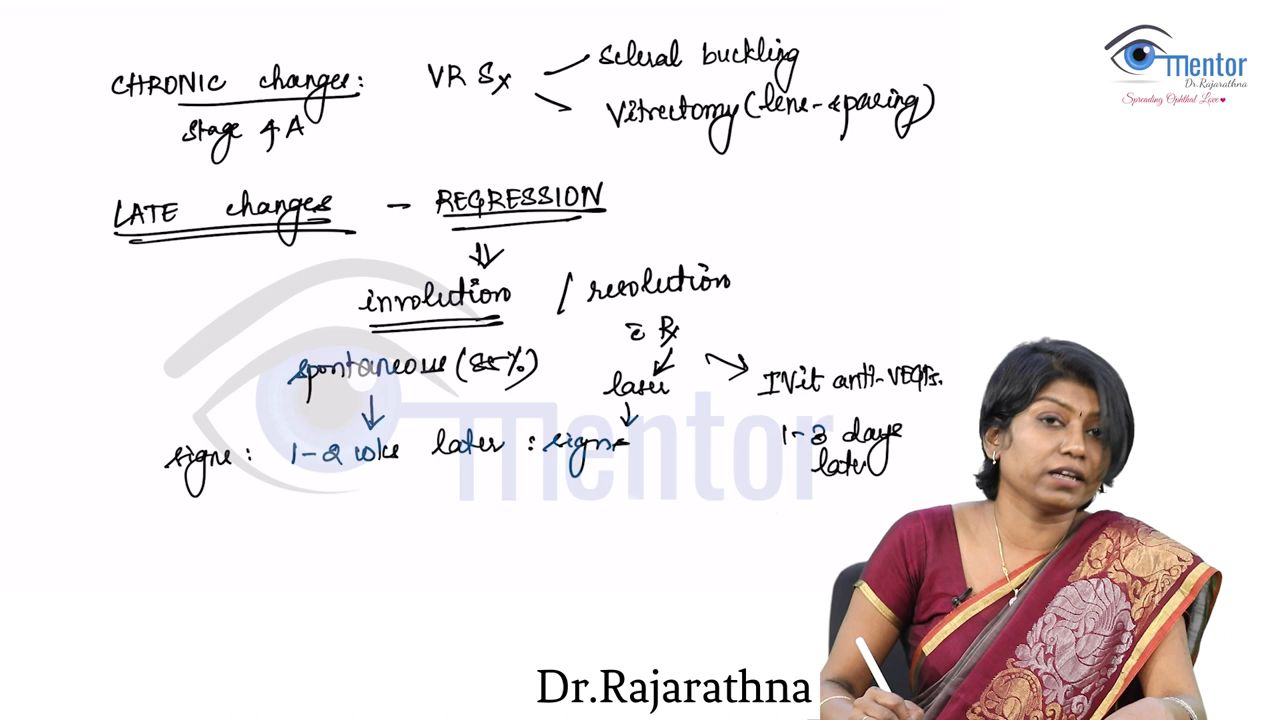 CHRONIC changes: VR Sx Scleral buckling
Stage 4A Vitrectomy (lens-sparing)
LATE changes - REGRESSION
involution / resolution
c̄ Rx
spontaneous (85%) laser IVit anti-VEGFs.
signs: 1-2 wks later : signs 1-3 days
later
mentor
Dr.Rajarathna
Spreading Ophthal Love
mentor
Dr.Rajarathna